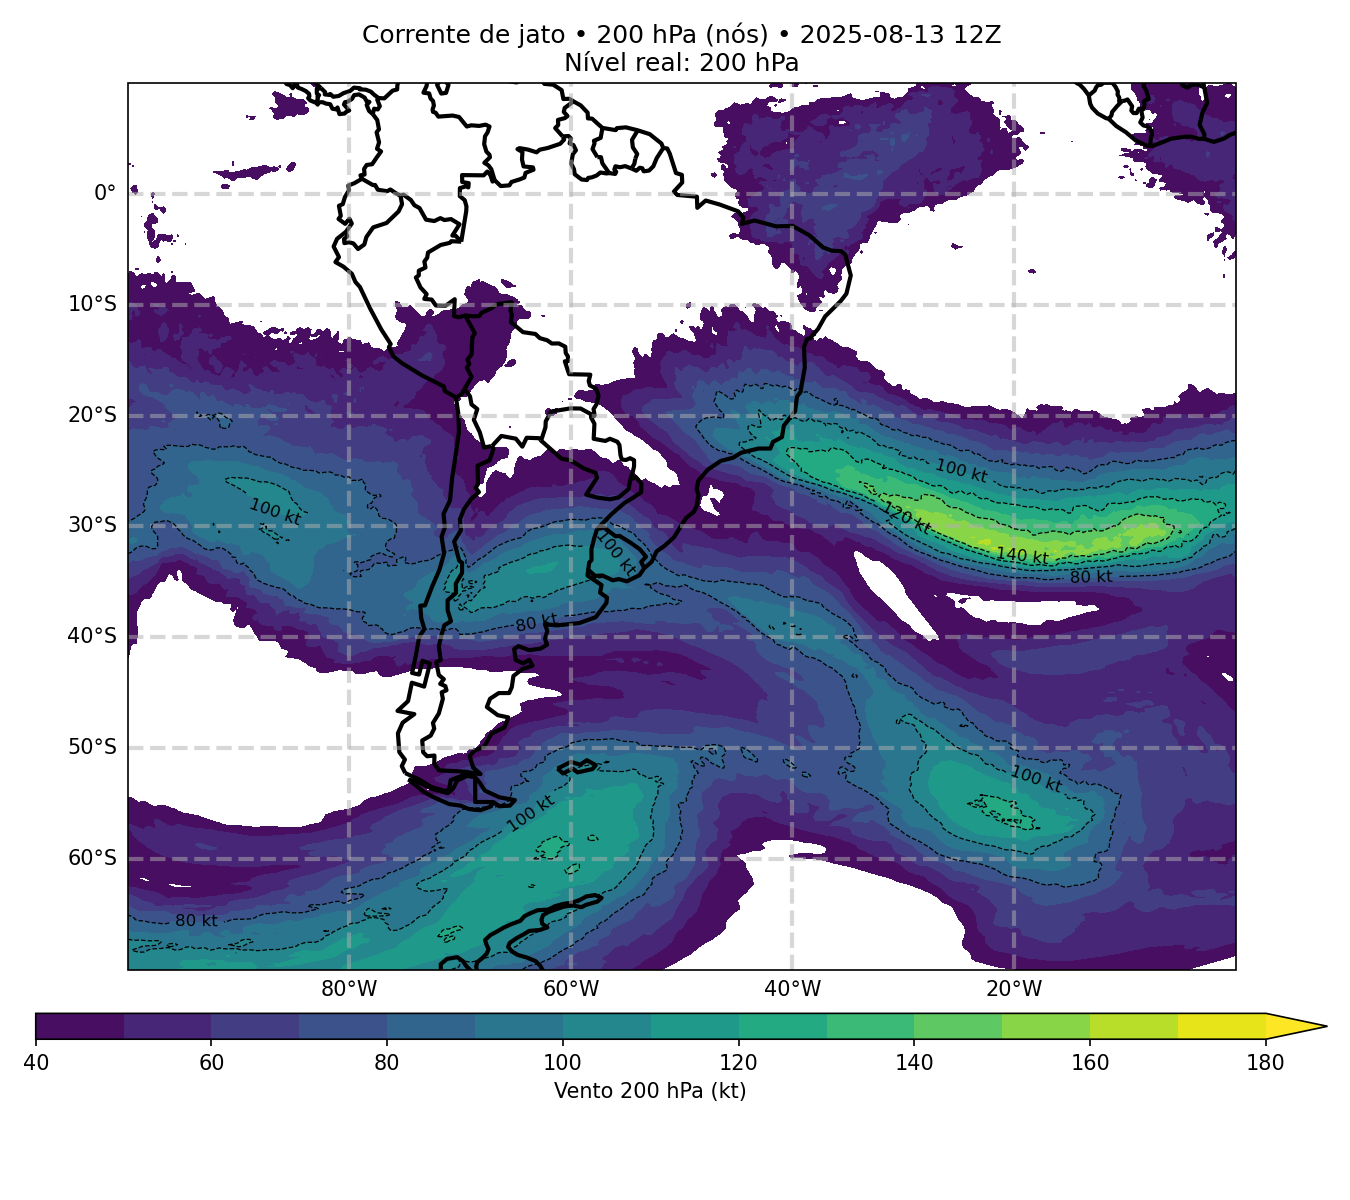 Corrente de jato • 200 hPa (nós) • 2025-08-13 12Z
Nível real: 200 hPa
0°
10°S
20°S
30°S
40°S
50°S
60°S
100 kt
100 kt
120 kt
140 kt
80 kt
100 kt
80 kt
100 kt
100 kt
80 kt
80°W 60°W 40°W 20°W
40 60 80 100 120 140 160 180
Vento 200 hPa (kt)